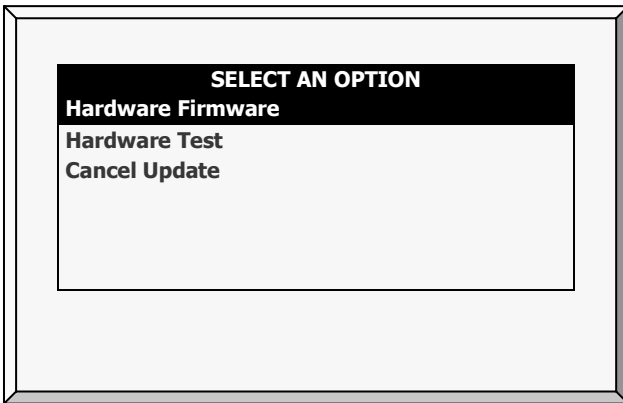 SELECT AN OPTION
Hardware Firmware
Hardware Test
Cancel Update